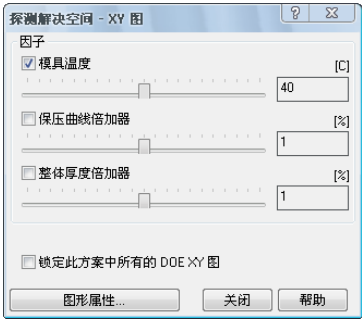 探测解决空间 - XY 图
因子
模具温度 [C]
40
保压曲线倍加器 [%]
1
整体厚度倍加器 [%]
1
锁定此方案中所有的 DOE XY 图
图形属性... 关闭 帮助